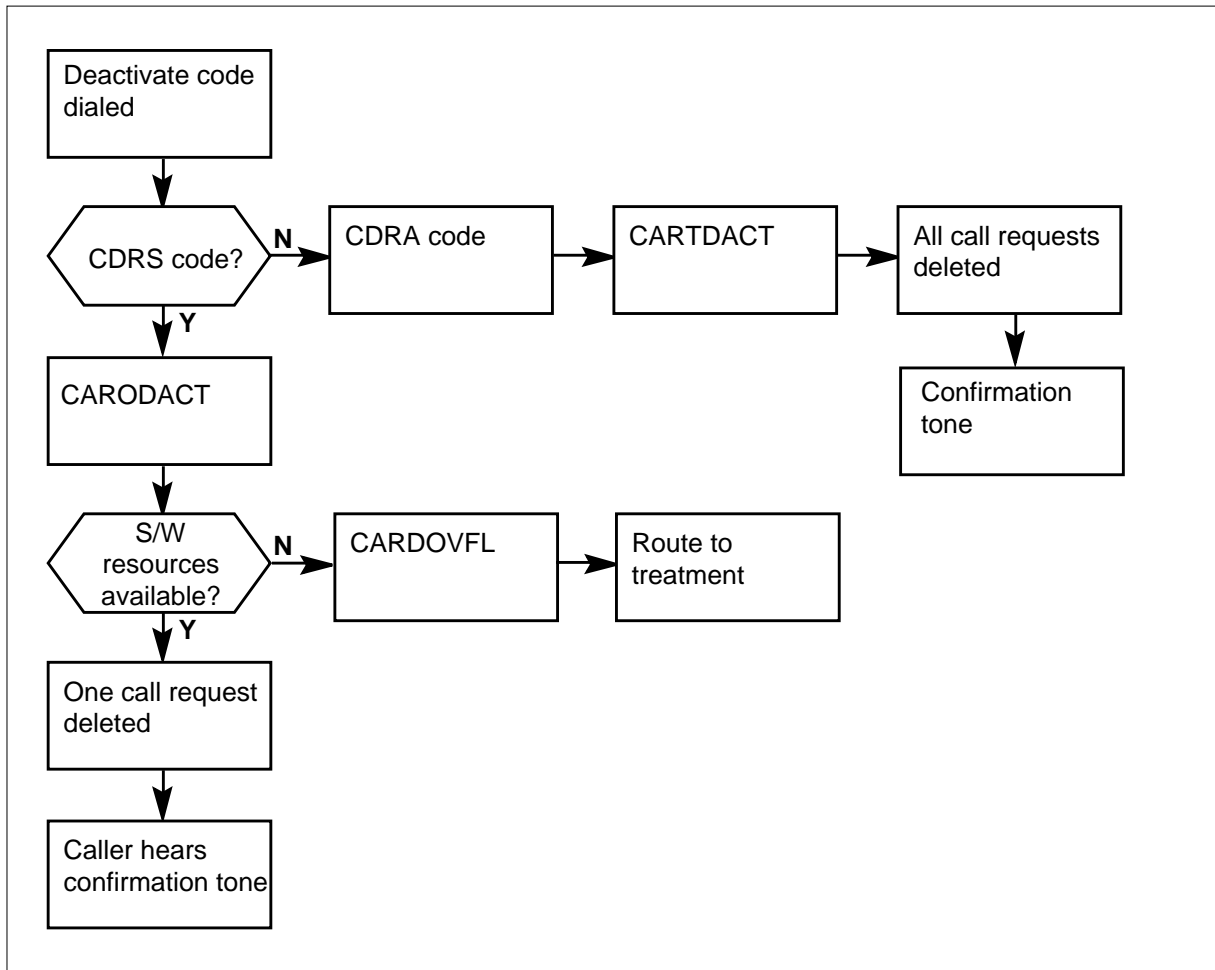 Deactivate code
dialed
CDRS code?
N
CDRA code
CARTDACT
All call requests
deleted
Confirmation
tone
Y
CARODACT
S/W
resources
available?
N
CARDOVFL
Route to
treatment
Y
One call request
deleted
Caller hears
confirmation tone